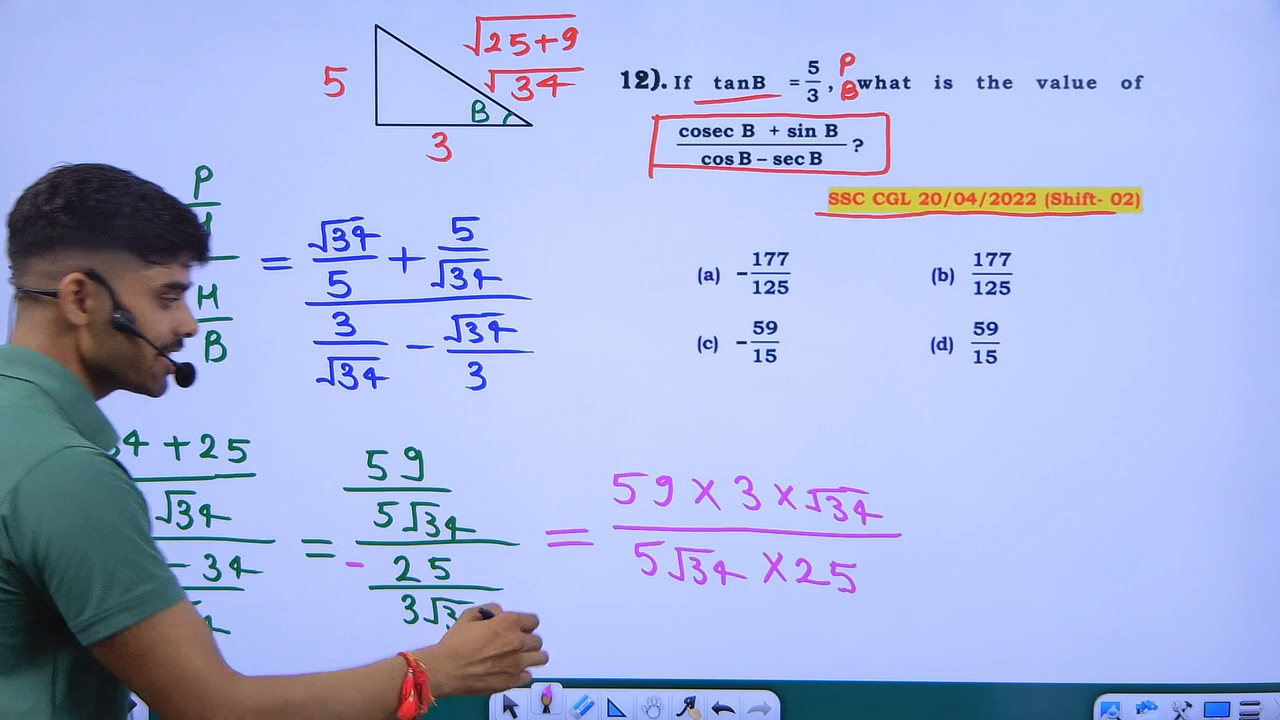 √25+9
√34
5
B
3
12). If tanB = 5/3, P/B what is the value of
cosec B + sin B / cos B – sec B ?
SSC CGL 20/04/2022 (Shift- 02)
(a) -177/125 (b) 177/125
(c) -59/15 (d) 59/15
P
H
B
= √34/5 + 5/√34
3/√34 - √34/3
4 + 25
√34
- 34
= 59/5√34
- 25
= 59 × 3 × √34
5√34 × 25